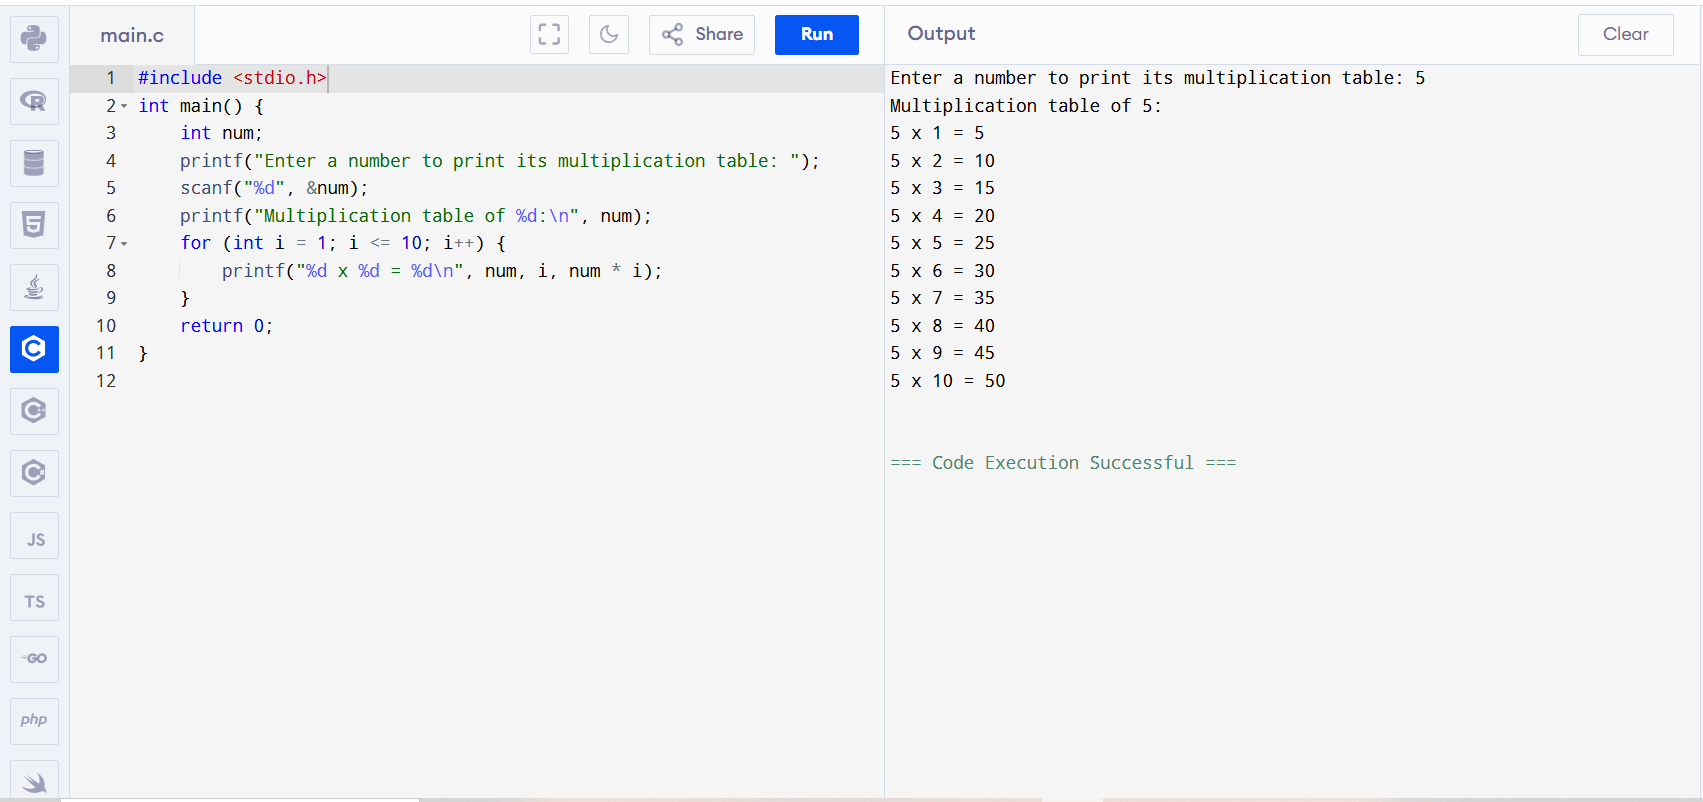 main.c
Share
Run
Output
Clear
1 #include <stdio.h>
2 int main() {
3     int num;
4     printf("Enter a number to print its multiplication table: ");
5     scanf("%d", &num);
6     printf("Multiplication table of %d:\n", num);
7     for (int i = 1; i <= 10; i++) {
8         printf("%d x %d = %d\n", num, i, num * i);
9     }
10     return 0;
11 }
12
Enter a number to print its multiplication table: 5
Multiplication table of 5:
5 x 1 = 5
5 x 2 = 10
5 x 3 = 15
5 x 4 = 20
5 x 5 = 25
5 x 6 = 30
5 x 7 = 35
5 x 8 = 40
5 x 9 = 45
5 x 10 = 50
=== Code Execution Successful ===
R
5
C
C
C
JS
TS
GO
php